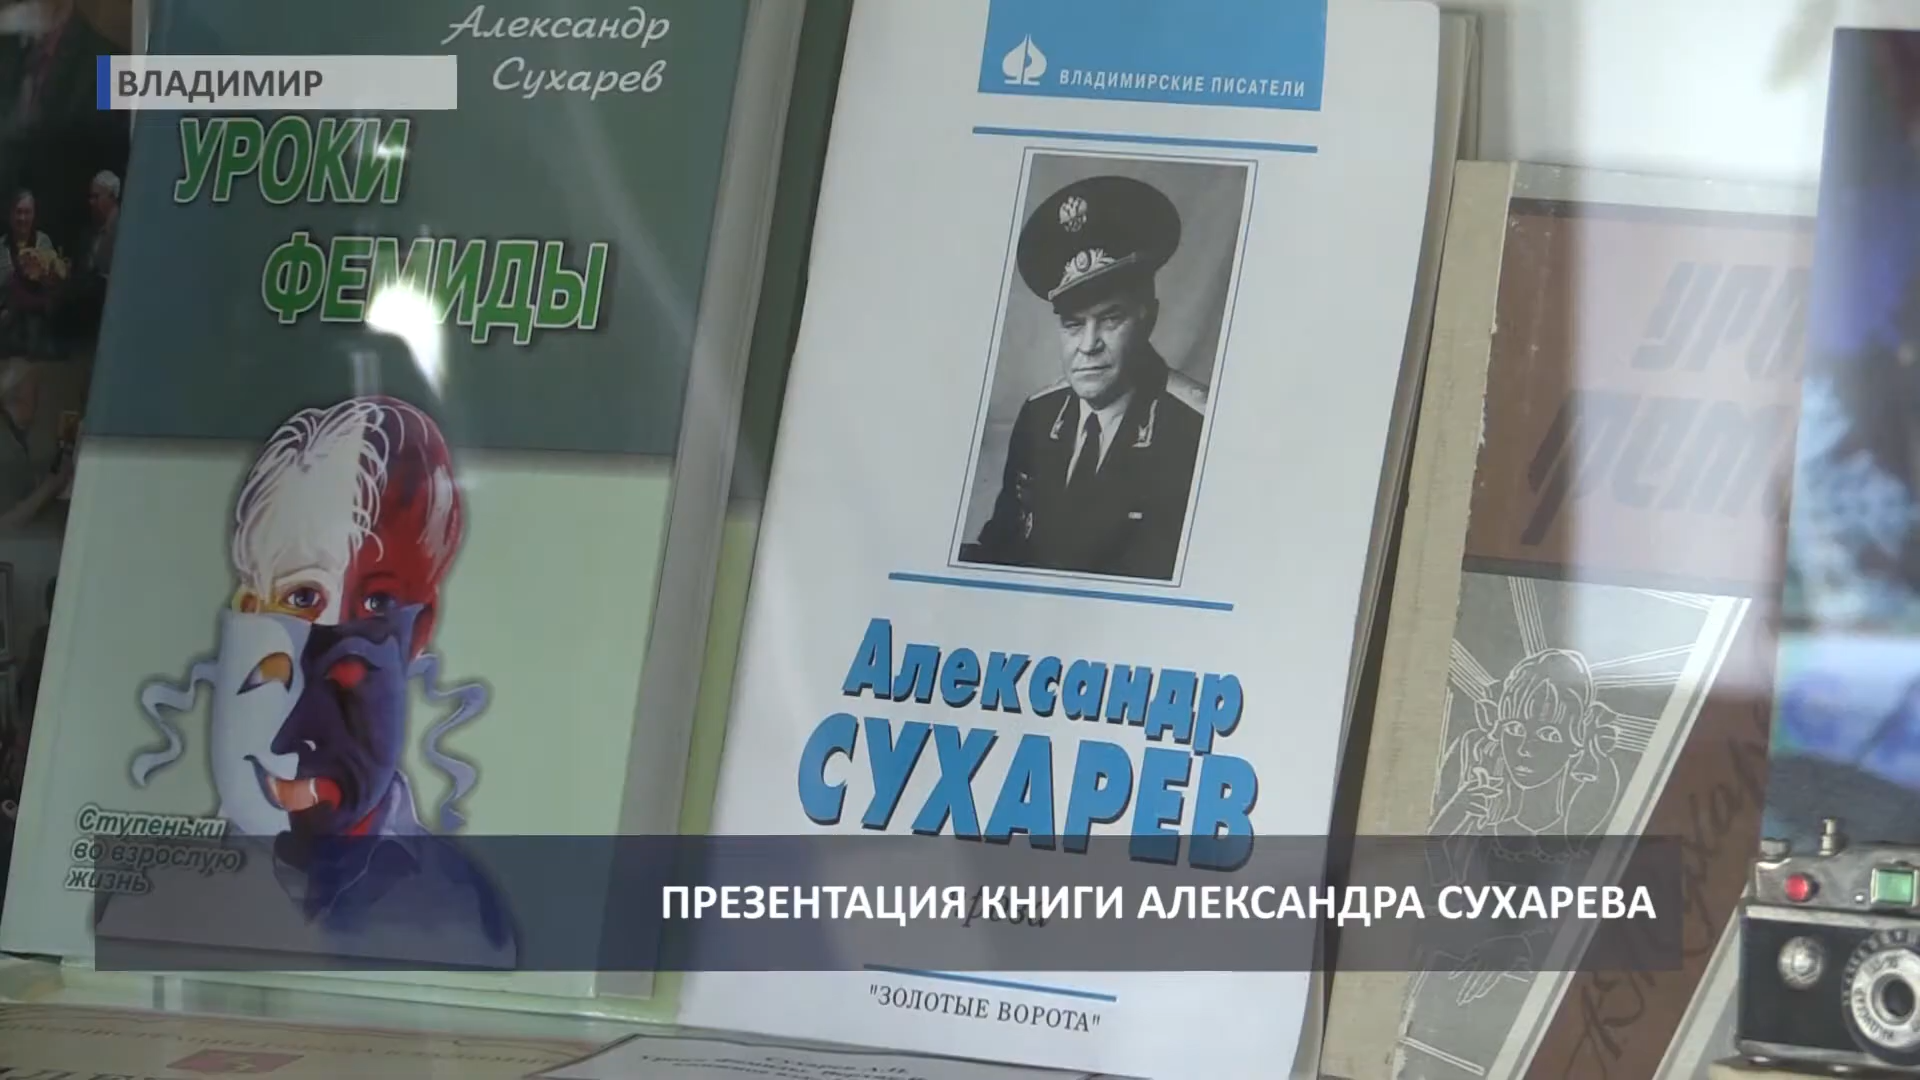 ВЛАДИМИР
Александр
Сухарев
УРОКИ
ФЕМИДЫ
Ступеньки
во взрослую
жизнь
ВЛАДИМИРСКИЕ ПИСАТЕЛИ
Александр
СУХАРЕВ
"ЗОЛОТЫЕ ВОРОТА"
ПРЕЗЕНТАЦИЯ КНИГИ АЛЕКСАНДРА СУХАРЕВА